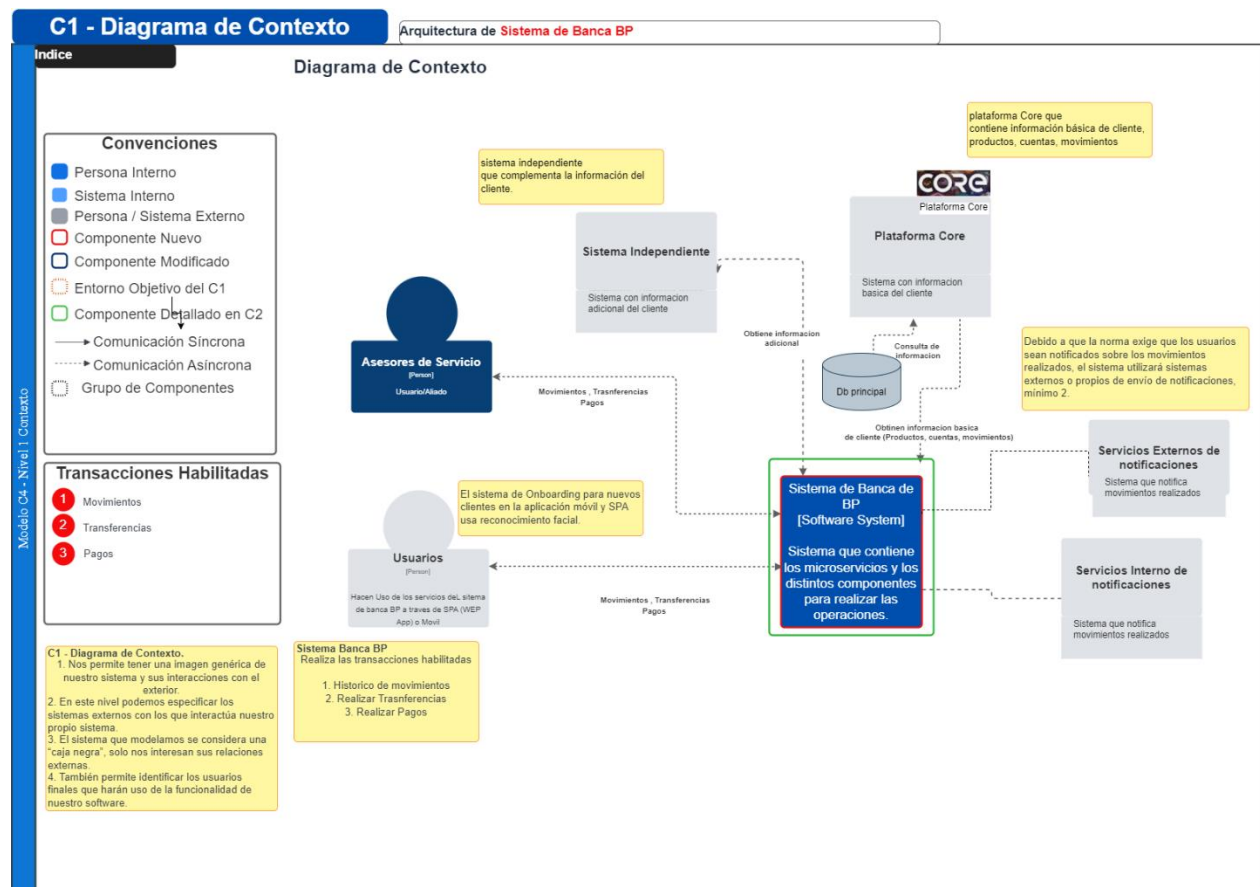 C1 - Diagrama de Contexto
Arquitectura de Sistema de Banca BP
Indice
Diagrama de Contexto
Modelo C4 - Nivel 1 Contexto
Convenciones
Persona Interno
Sistema Interno
Persona / Sistema Externo
Componente Nuevo
Componente Modificado
Entorno Objetivo del C1
Componente Detallado en C2
Comunicación Síncrona
Comunicación Asíncrona
Grupo de Componentes
Transacciones Habilitadas
1 Movimientos
2 Transferencias
3 Pagos
C1 - Diagrama de Contexto.
1. Nos permite tener una imagen genérica de
nuestro sistema y sus interacciones con el
exterior.
2. En este nivel podemos especificar los
sistemas externos con los que interactúa nuestro
propio sistema.
3. El sistema que modelamos se considera una
“caja negra”, solo nos interesan sus relaciones
externas.
4. También permite identificar los usuarios
finales que harán uso de la funcionalidad de
nuestro software.
sistema independiente
que complementa la información del
cliente.
Sistema Independiente
Sistema con informacion
adicional del cliente
plataforma Core que
contiene información básica de cliente,
productos, cuentas, movimientos
CORE
Plataforma Core
Plataforma Core
Sistema con informacion
basica del cliente
Asesores de Servicio
[Person]
Usuario/Aliado
Movimientos , Trasnferencias
Pagos
Obtiene informacion
adicional
Consulta de
informacion
Db principal
Obtinen informacion basica
de cliente (Productos, cuentas, movimientos)
Debido a que la norma exige que los usuarios
sean notificados sobre los movimientos
realizados, el sistema utilizará sistemas
externos o propios de envío de notificaciones,
mínimo 2.
Servicios Externos de
notificaciones
Sistema que notifica
movimientos realizados
El sistema de Onboarding para nuevos
clientes en la aplicación móvil y SPA
usa reconocimiento facial.
Usuarios
[Person]
Hacen Uso de los servicios deL sitema
de banca BP a traves de SPA (WEP
App) o Movil
Movimientos , Transferencias
Pagos
Sistema de Banca de
BP
[Software System]
Sistema que contiene
los microservicios y los
distintos componentes
para realizar las
operaciones.
Servicios Interno de
notificaciones
Sistema que notifica
movimientos realizados
Sistema Banca BP
Realiza las transacciones habilitadas
1. Historico de movimientos
2. Realizar Trasnferencias
3. Realizar Pagos